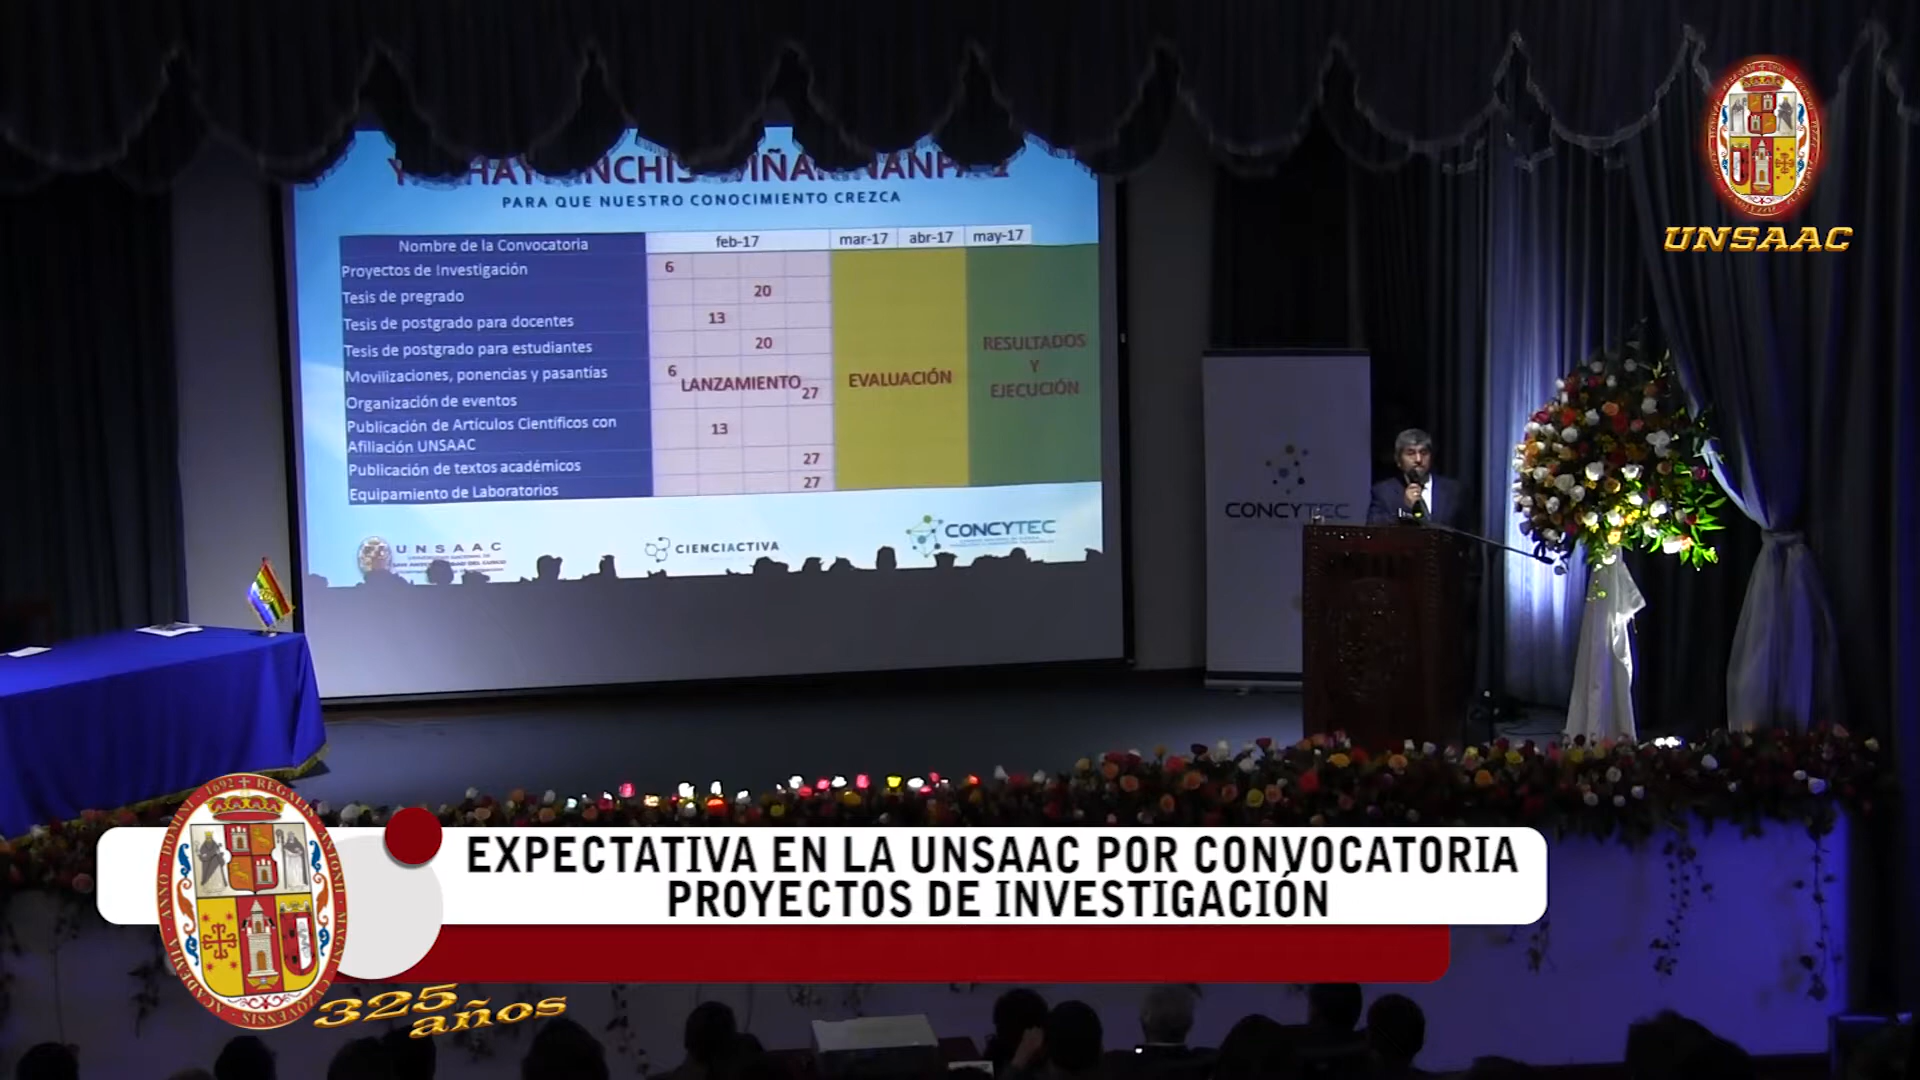 UNSAAC
PARA QUE NUESTRO CONOCIMIENTO CREZCA
Nombre de la Convocatoria feb-17 mar-17 abr-17 may-17
Proyectos de Investigación 6
Tesis de pregrado 20
Tesis de postgrado para docentes 13
Tesis de postgrado para estudiantes 20
Movilizaciones, ponencias y pasantías 6
Organización de eventos 27
Publicación de Artículos Científicos con
Afiliación UNSAAC 13
Publicación de textos académicos 27
Equipamiento de Laboratorios 27
LANZAMIENTO
EVALUACIÓN
RESULTADOS
Y
EJECUCIÓN
UNSAAC
CIENCIACTIVA
CONCYTEC
CONCYTEC
EXPECTATIVA EN LA UNSAAC POR CONVOCATORIA
PROYECTOS DE INVESTIGACIÓN
325
años